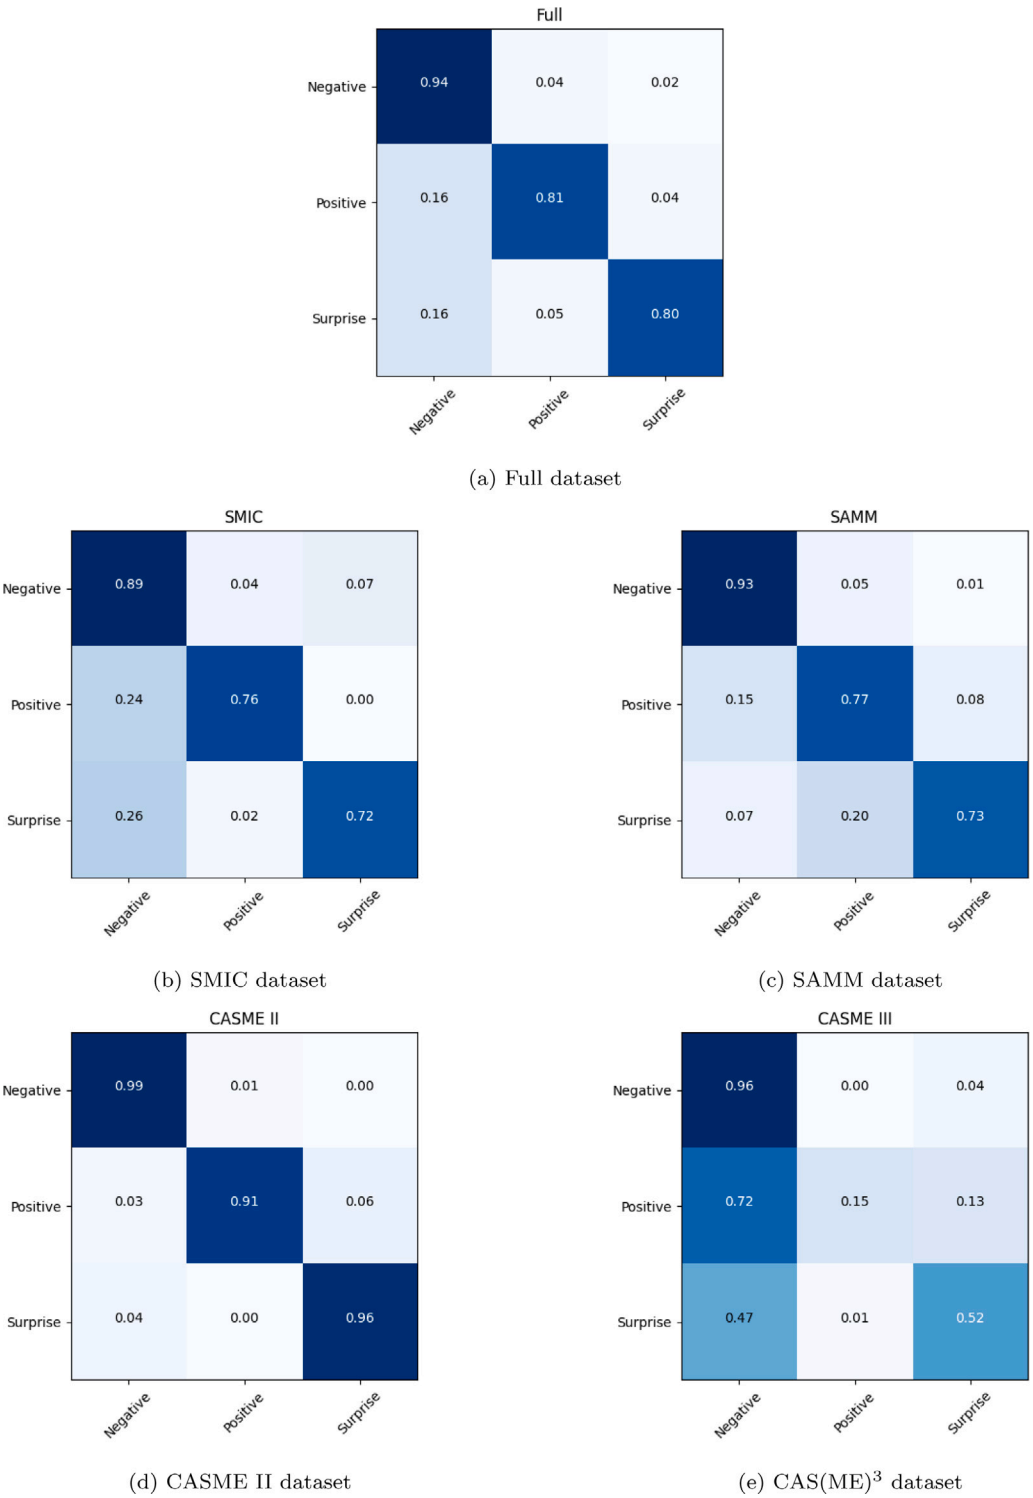 Full
Negative 0.94 0.04 0.02
Positive 0.16 0.81 0.04
Surprise 0.16 0.05 0.80
Negative Positive Surprise
(a) Full dataset
SMIC
Negative 0.89 0.04 0.07
Positive 0.24 0.76 0.00
Surprise 0.26 0.02 0.72
Negative Positive Surprise
(b) SMIC dataset
SAMM
Negative 0.93 0.05 0.01
Positive 0.15 0.77 0.08
Surprise 0.07 0.20 0.73
Negative Positive Surprise
(c) SAMM dataset
CASME II
Negative 0.99 0.01 0.00
Positive 0.03 0.91 0.06
Surprise 0.04 0.00 0.96
Negative Positive Surprise
(d) CASME II dataset
CASME III
Negative 0.96 0.00 0.04
Positive 0.72 0.15 0.13
Surprise 0.47 0.01 0.52
Negative Positive Surprise
(e) CAS(ME)³ dataset